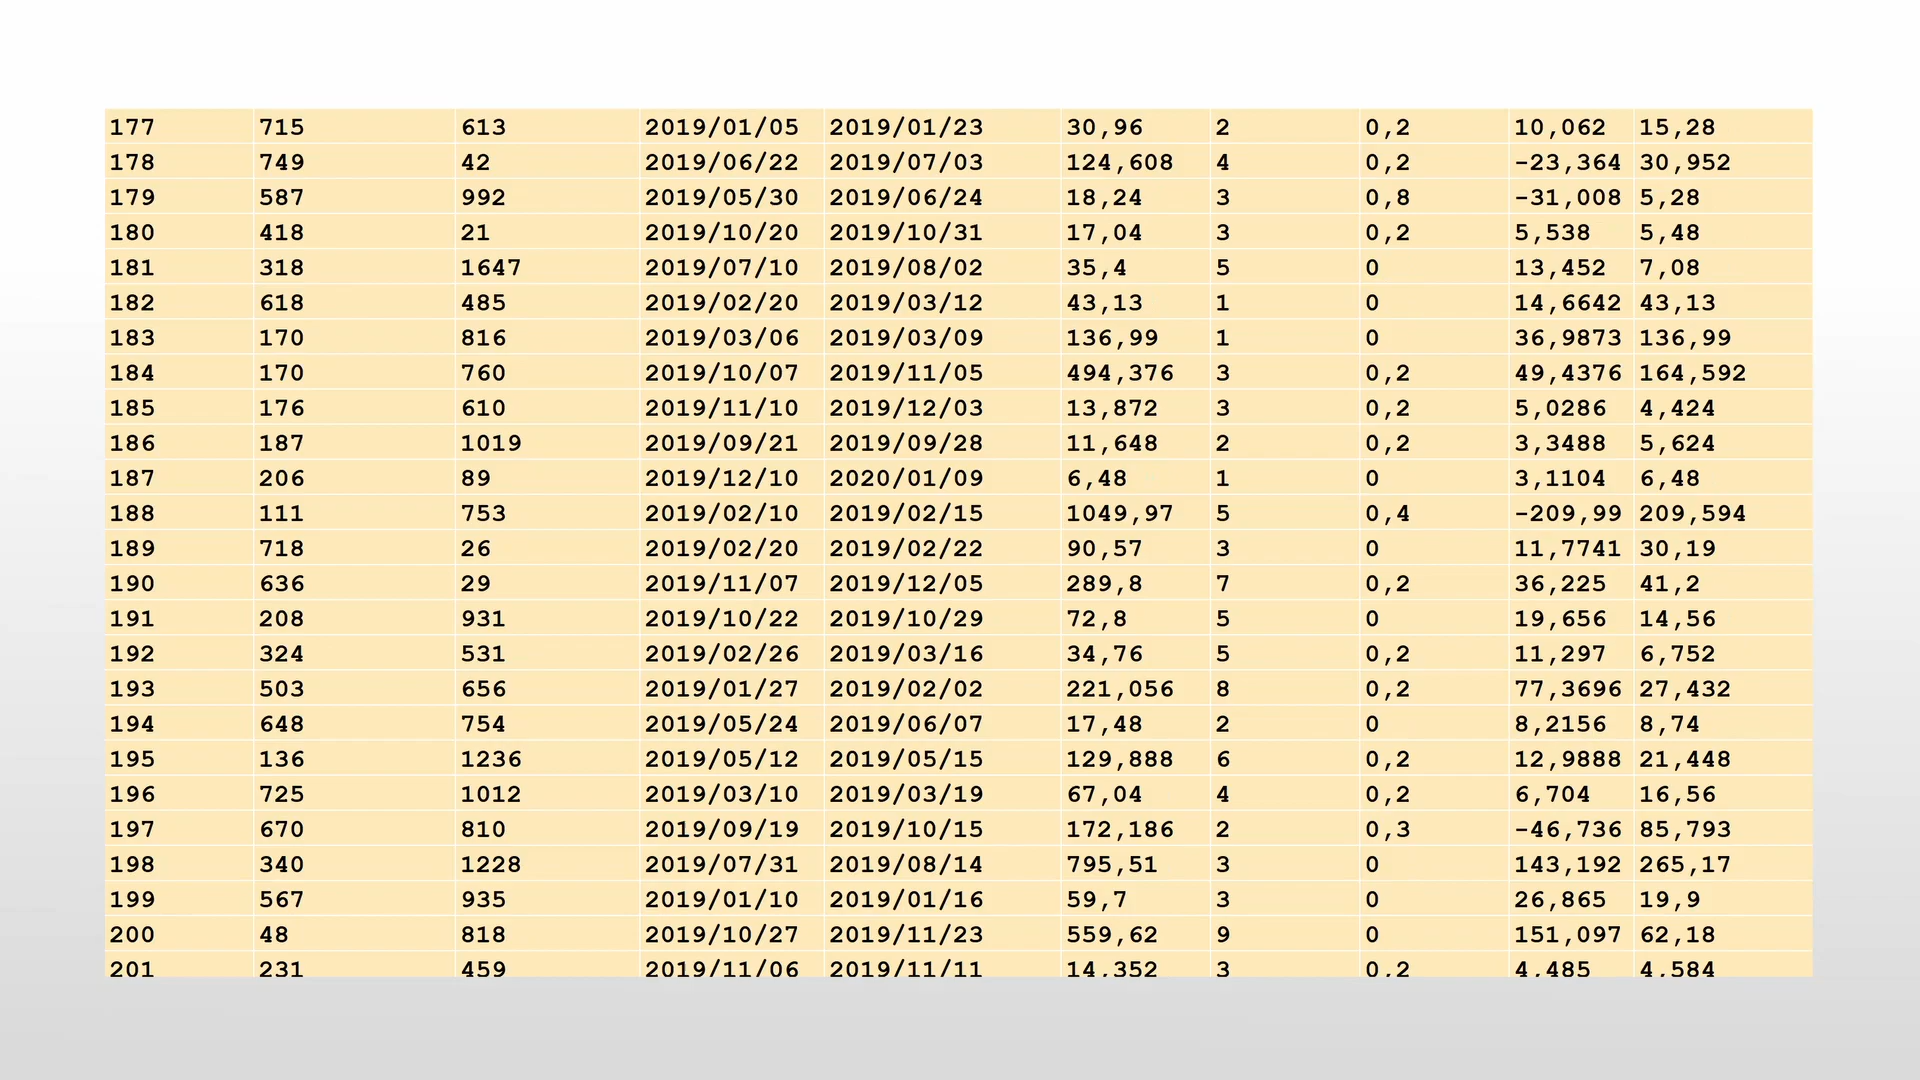 177 715 613 2019/01/05 2019/01/23 30,96 2 0,2 10,062 15,28
178 749 42 2019/06/22 2019/07/03 124,608 4 0,2 -23,364 30,952
179 587 992 2019/05/30 2019/06/24 18,24 3 0,8 -31,008 5,28
180 418 21 2019/10/20 2019/10/31 17,04 3 0,2 5,538 5,48
181 318 1647 2019/07/10 2019/08/02 35,4 5 0 13,452 7,08
182 618 485 2019/02/20 2019/03/12 43,13 1 0 14,6642 43,13
183 170 816 2019/03/06 2019/03/09 136,99 1 0 36,9873 136,99
184 170 760 2019/10/07 2019/11/05 494,376 3 0,2 49,4376 164,592
185 176 610 2019/11/10 2019/12/03 13,872 3 0,2 5,0286 4,424
186 187 1019 2019/09/21 2019/09/28 11,648 2 0,2 3,3488 5,624
187 206 89 2019/12/10 2020/01/09 6,48 1 0 3,1104 6,48
188 111 753 2019/02/10 2019/02/15 1049,97 5 0,4 -209,99 209,594
189 718 26 2019/02/20 2019/02/22 90,57 3 0 11,7741 30,19
190 636 29 2019/11/07 2019/12/05 289,8 7 0,2 36,225 41,2
191 208 931 2019/10/22 2019/10/29 72,8 5 0 19,656 14,56
192 324 531 2019/02/26 2019/03/16 34,76 5 0,2 11,297 6,752
193 503 656 2019/01/27 2019/02/02 221,056 8 0,2 77,3696 27,432
194 648 754 2019/05/24 2019/06/07 17,48 2 0 8,2156 8,74
195 136 1236 2019/05/12 2019/05/15 129,888 6 0,2 12,9888 21,448
196 725 1012 2019/03/10 2019/03/19 67,04 4 0,2 6,704 16,56
197 670 810 2019/09/19 2019/10/15 172,186 2 0,3 -46,736 85,793
198 340 1228 2019/07/31 2019/08/14 795,51 3 0 143,192 265,17
199 567 935 2019/01/10 2019/01/16 59,7 3 0 26,865 19,9
200 48 818 2019/10/27 2019/11/23 559,62 9 0 151,097 62,18
201 231 459 2019/11/06 2019/11/11 14,352 3 0,2 4,485 4,584